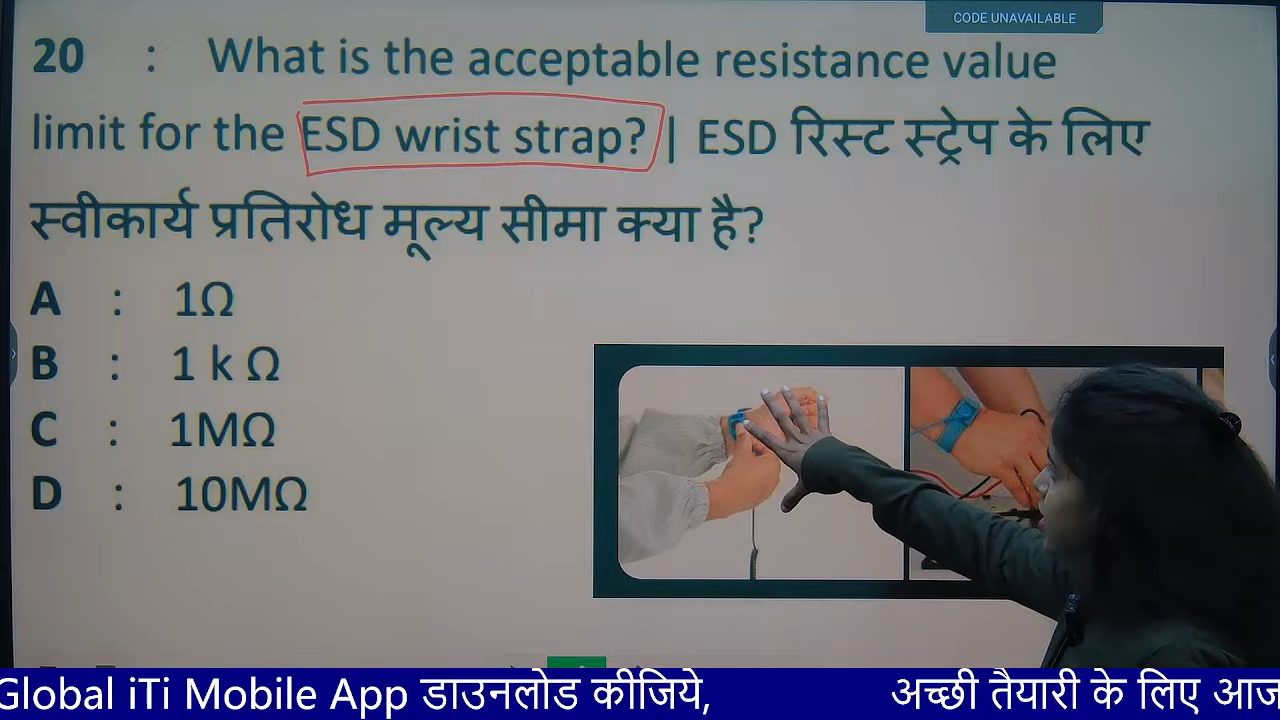 CODE UNAVAILABLE
20 : What is the acceptable resistance value
limit for the ESD wrist strap? | ESD रिस्ट स्ट्रेप के लिए
स्वीकार्य प्रतिरोध मूल्य सीमा क्या है?
A : 1Ω
B : 1 k Ω
C : 1MΩ
D : 10MΩ
Global iTi Mobile App डाउनलोड कीजिये, अच्छी तैयारी के लिए आज